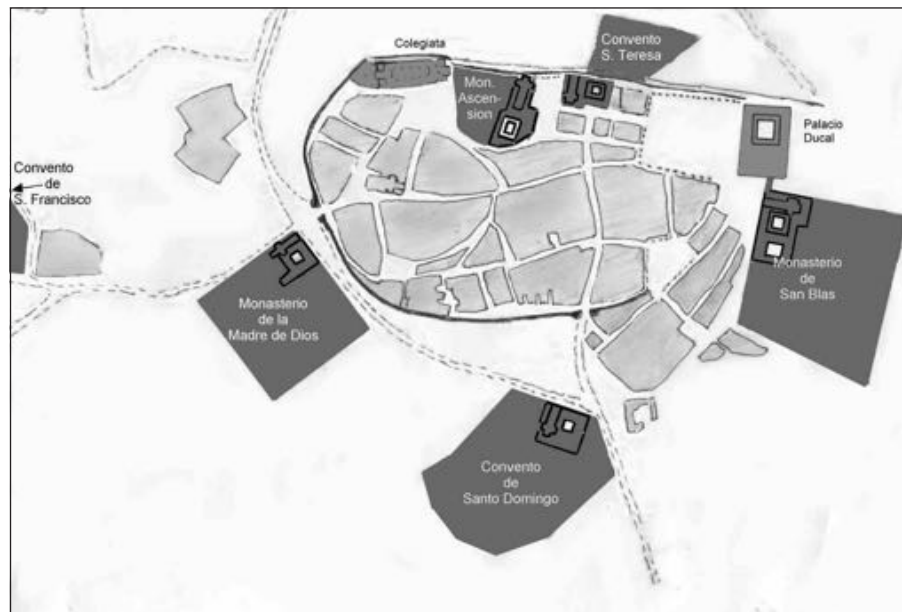 Colegiata
Convento
S. Teresa
Mon.
Ascen-
sion
Palacio
Ducal
Convento
de
S. Francisco
Monasterio
de
San Blas
Monasterio
de la
Madre de Dios
Convento
de
Santo Domingo